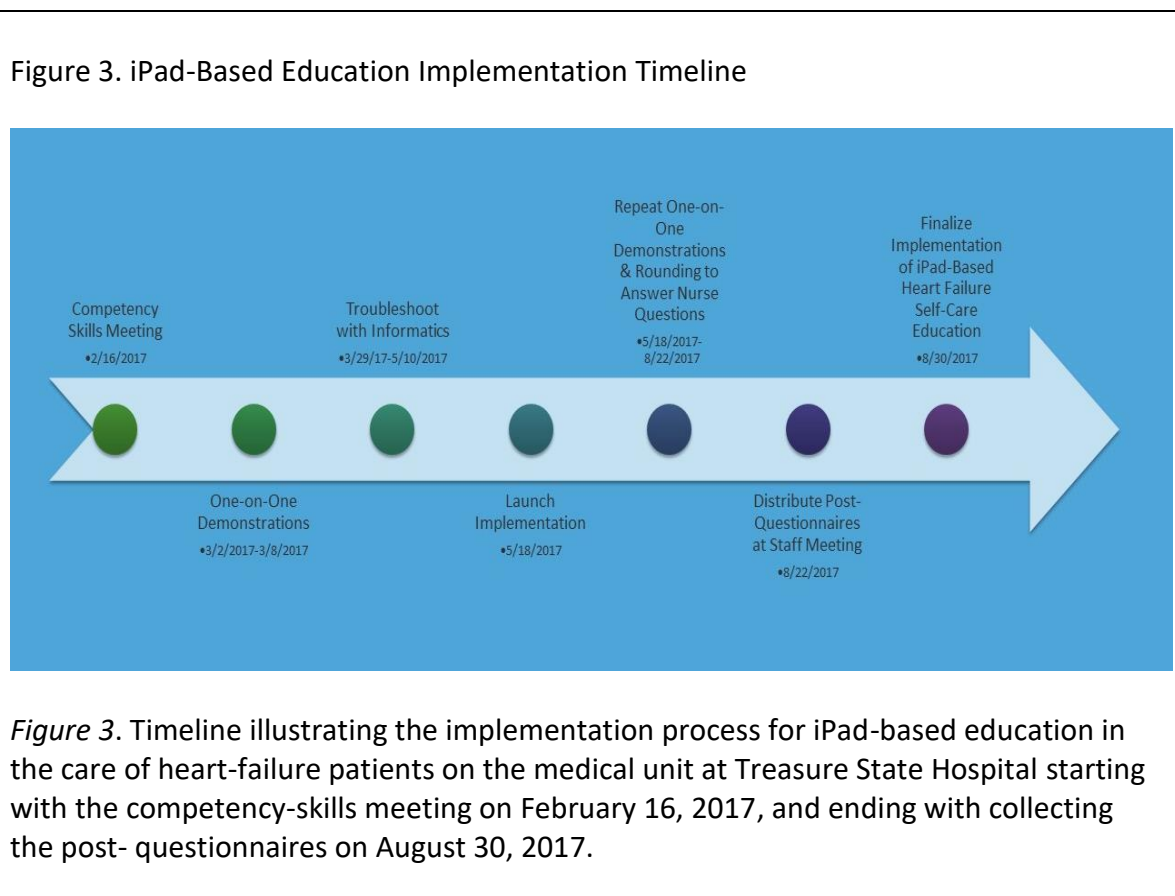 Figure 3. iPad-Based Education Implementation Timeline
Competency
Skills Meeting
•2/16/2017
One-on-One
Demonstrations
•3/2/2017-3/8/2017
Troubleshoot
with Informatics
•3/29/17-5/10/2017
Launch
Implementation
•5/18/2017
Repeat One-on-
One
Demonstrations
& Rounding to
Answer Nurse
Questions
•5/18/2017-
8/22/2017
Distribute Post-
Questionnaires
at Staff Meeting
•8/22/2017
Finalize
Implementation
of iPad-Based
Heart Failure
Self-Care
Education
•8/30/2017
Figure 3. Timeline illustrating the implementation process for iPad-based education in
the care of heart-failure patients on the medical unit at Treasure State Hospital starting
with the competency-skills meeting on February 16, 2017, and ending with collecting
the post- questionnaires on August 30, 2017.